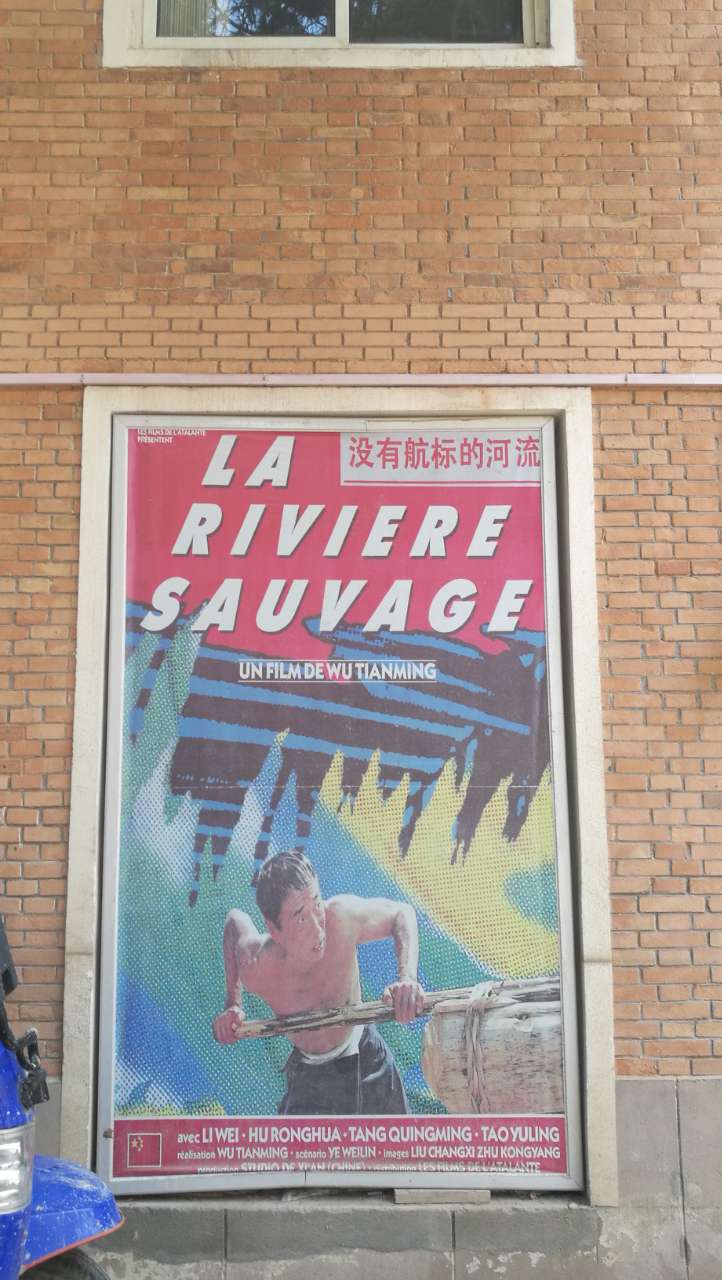 LES FILMS DE L'ATALANTE
PRÉSENTENT
没有航标的河流
LA
RIVIERE
SAUVAGE
UN FILM DE WU TIANMING
avec LI WEI · HU RONGHUA · TANG QUINGMING · TAO YULING
réalisation WU TIANMING · scénario YE WEILIN · images LIU CHANGXI ZHU KONGYANG
production STUDIO DE XI'AN (CHINE) · distribution LES FILMS DE L'ATALANTE